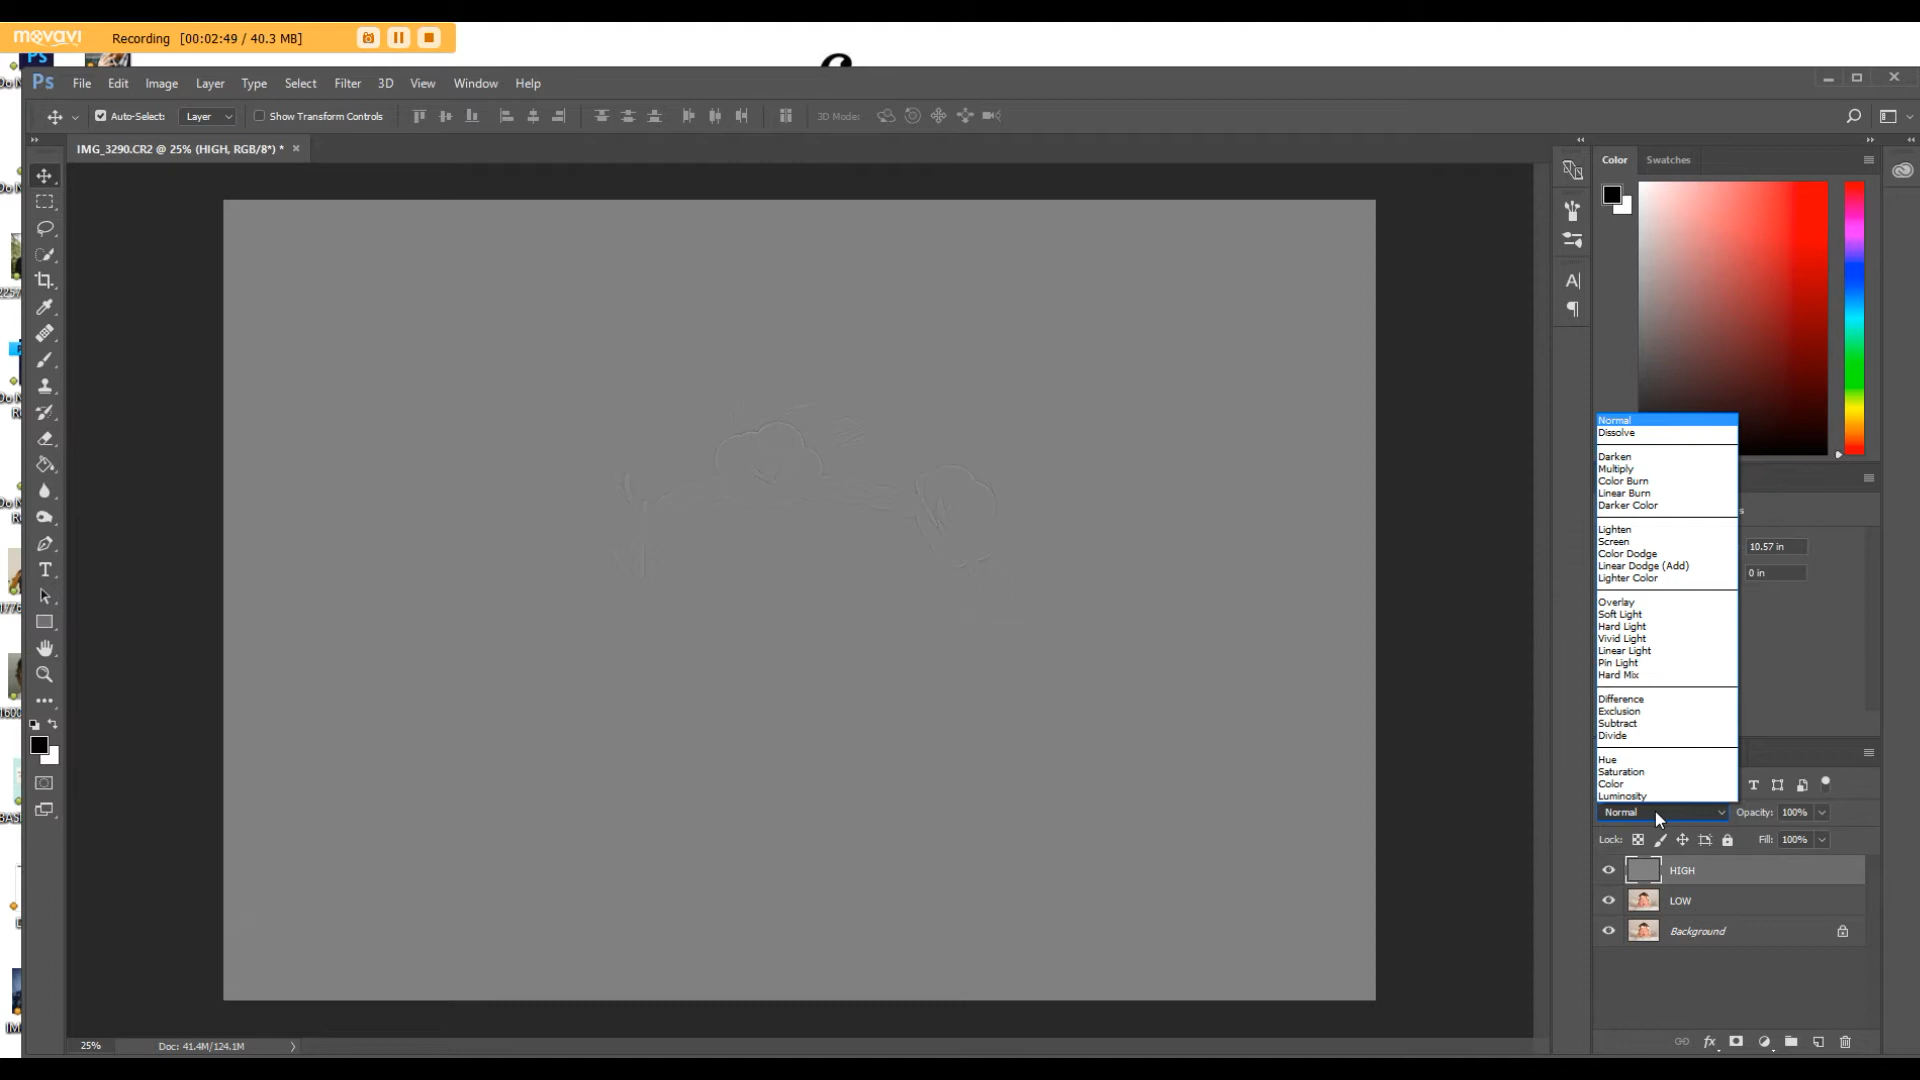 movavi Recording [00:02:49 / 40.3 MB]
Ps
Ps File Edit Image Layer Type Select Filter 3D View Window Help
Auto-Select: Layer Show Transform Controls 3D Mode:
IMG_3290.CR2 @ 25% (HIGH, RGB/8*) * ×
Color Swatches
Normal
Dissolve
Darken
Multiply
Color Burn
Linear Burn
Darker Color
Lighten
Screen
Color Dodge
Linear Dodge (Add)
Lighter Color
Overlay
Soft Light
Hard Light
Vivid Light
Linear Light
Pin Light
Hard Mix
Difference
Exclusion
Subtract
Divide
Hue
Saturation
Color
Luminosity
10.57 in
0 in
Normal Opacity: 100%
Lock: Fill: 100%
HIGH
LOW
Background
25% Doc: 41.4M/124.1M